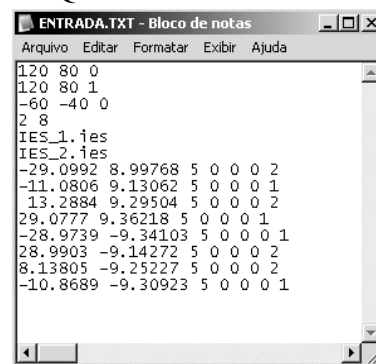 ENTRADA.TXT - Bloco de notas
Arquivo Editar Formatar Exibir Ajuda
120 80 0
120 80 1
-60 -40 0
2 8
IES_1.ies
IES_2.ies
-29.0992 8.99768 5 0 0 0 2
-11.0806 9.13062 5 0 0 0 1
13.2884 9.29504 5 0 0 0 2
29.0777 9.36218 5 0 0 0 1
-28.9739 -9.34103 5 0 0 0 1
28.9903 -9.14272 5 0 0 0 2
8.13805 -9.25227 5 0 0 0 2
-10.8689 -9.30923 5 0 0 0 1